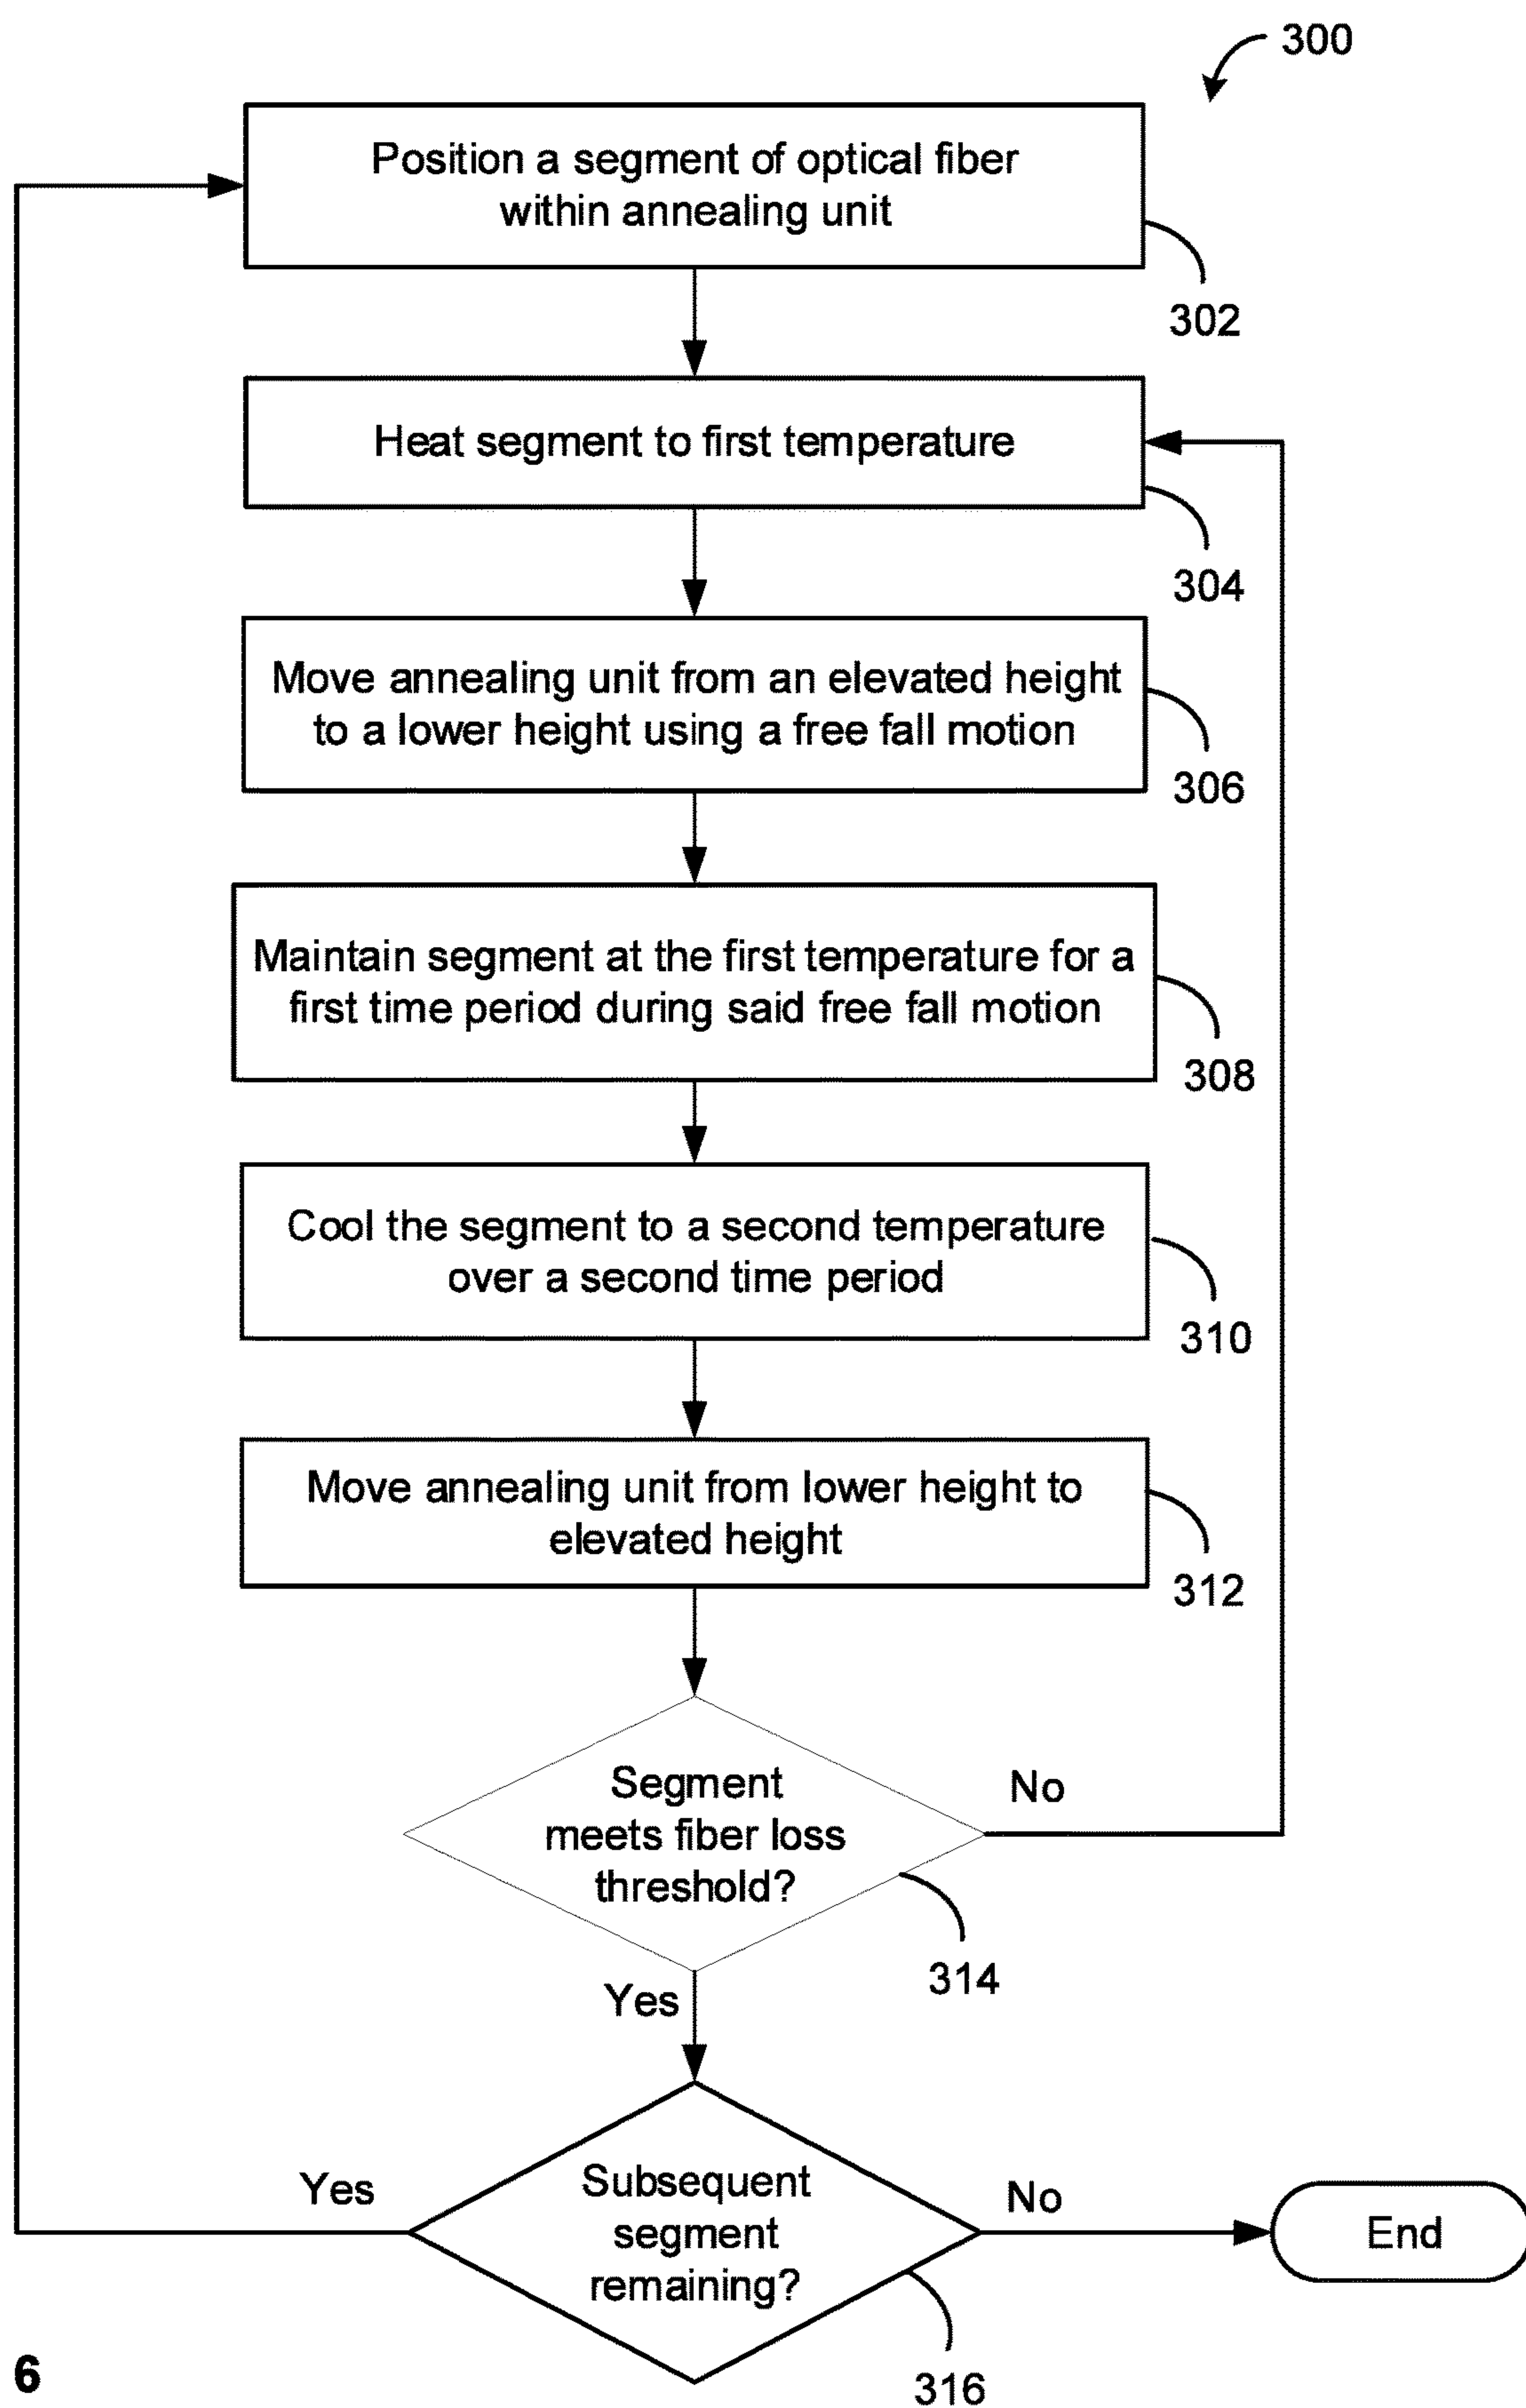 300
Position a segment of optical fiber
within annealing unit
302
Heat segment to first temperature
304
Move annealing unit from an elevated height
to a lower height using a free fall motion
306
Maintain segment at the first temperature for a
first time period during said free fall motion
308
Cool the segment to a second temperature
over a second time period
310
Move annealing unit from lower height to
elevated height
312
Segment
meets fiber loss
threshold?
No
314
Yes
Subsequent
segment
remaining?
Yes
No
End
316
6